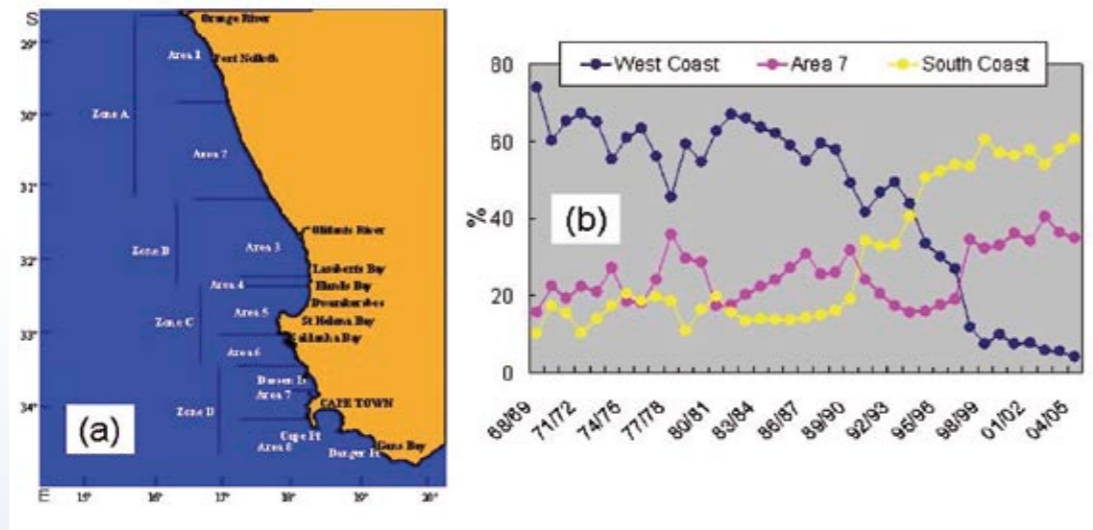 S
Orange River
29°
Area 1
Port Nolloth
Zone A
30°
Area 2
31°
Olifants River
Zone B
Area 3
32°
Lamberts Bay
Area 4
Elands Bay
Zone C
Area 5
St Helena Bay
33°
Saldanha Bay
Area 6
Dassen Is
Area 7
Zone D
CAPE TOWN
34°
(a)
Cape Pt
Gans Bay
Area 8
Danger Pt
E
15°
16°
17°
18°
19°
20°
West Coast
Area 7
South Coast
80
60
40
20
0
%
(b)
68/69
71/72
74/76
77/78
80/81
83/84
86/87
89/90
92/93
95/96
98/99
01/02
04/05